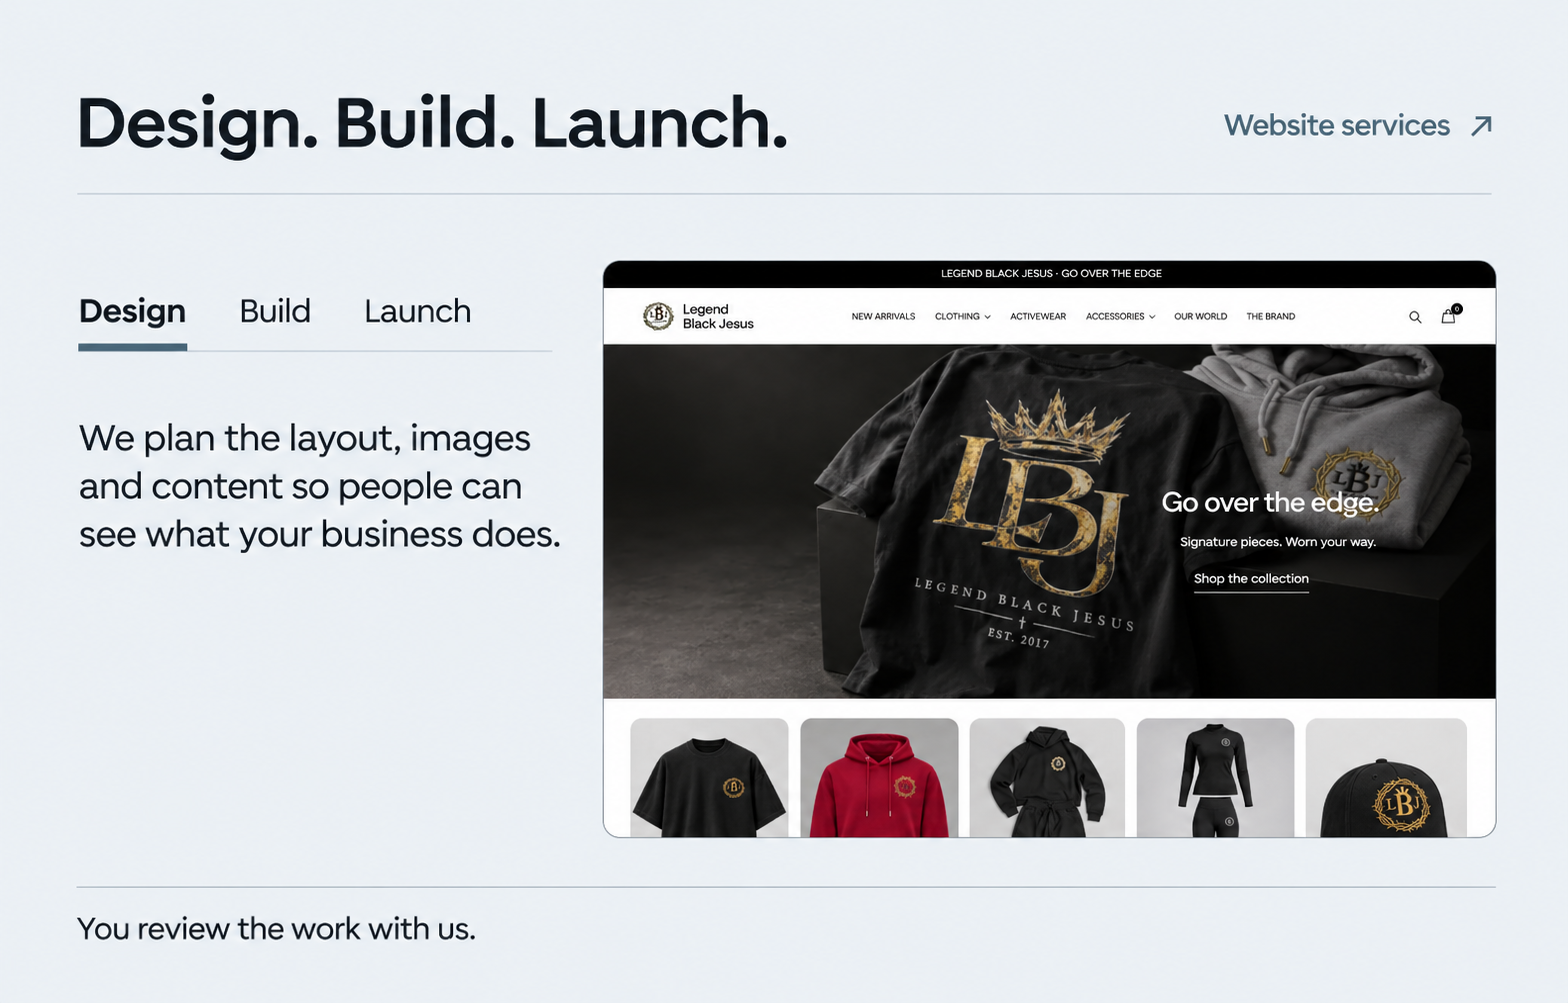 Design. Build. Launch.
Website services
Design
Build
Launch
We plan the layout, images
and content so people can
see what your business does.
LEGEND BLACK JESUS · GO OVER THE EDGE
Legend
Black Jesus
NEW ARRIVALS
CLOTHING
ACTIVEWEAR
ACCESSORIES
OUR WORLD
THE BRAND
0
LBJ
LEGEND BLACK JESUS
EST. 2017
LBJ
Go over the edge.
Signature pieces. Worn your way.
Shop the collection
LBJ
You review the work with us.